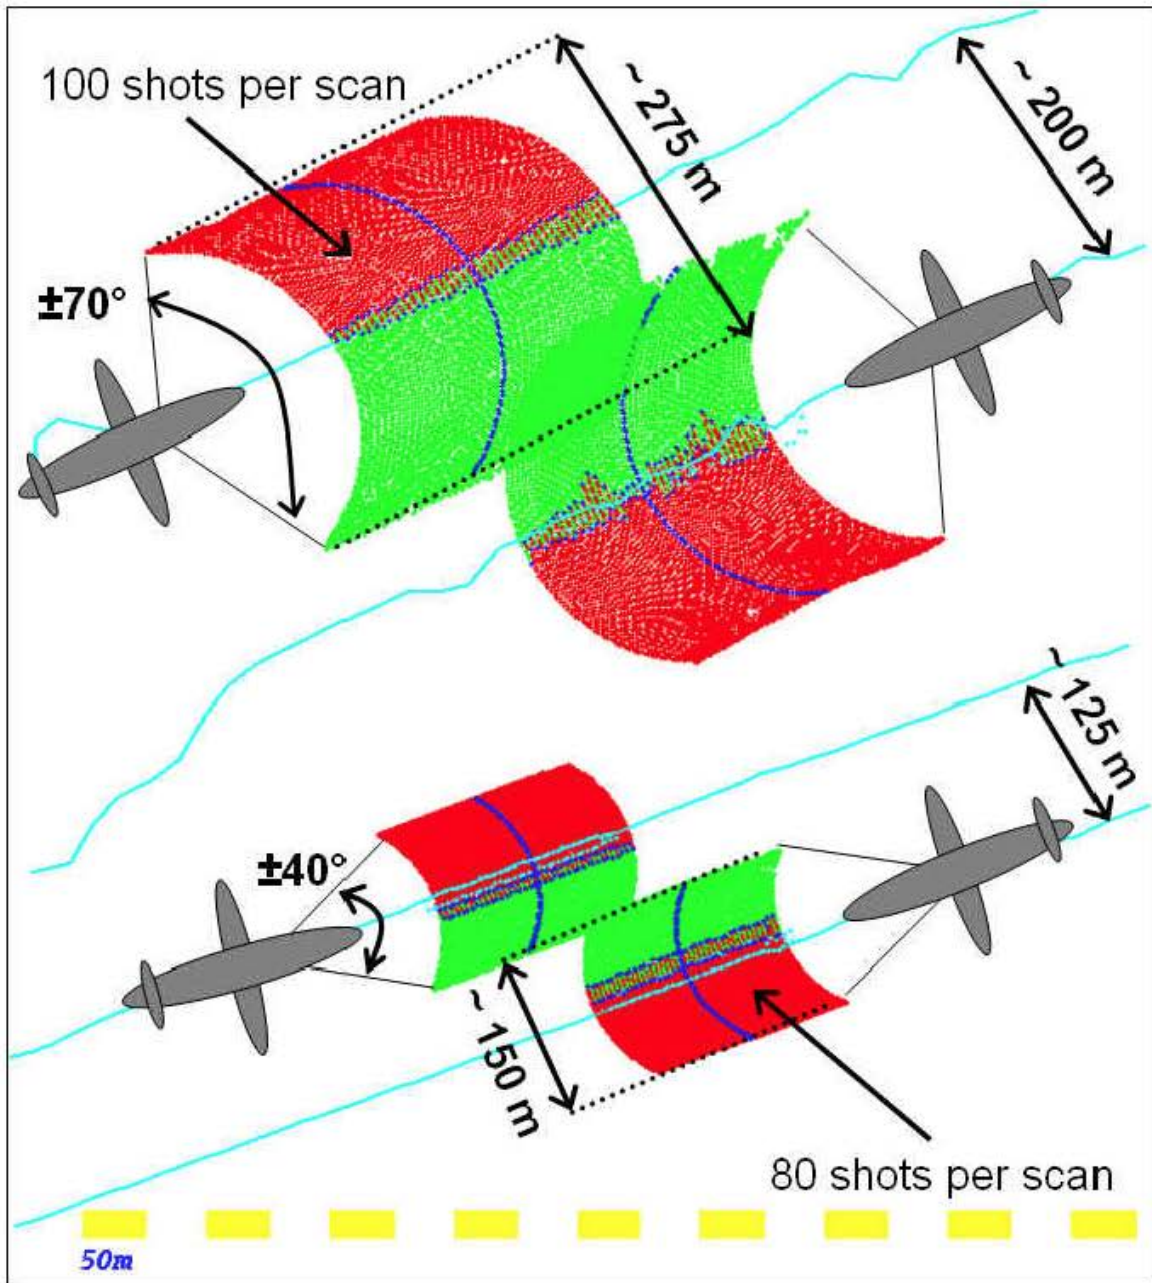 100 shots per scan
~ 275 m
~ 200 m
±70°
~ 125 m
±40°
~ 150 m
80 shots per scan
50m